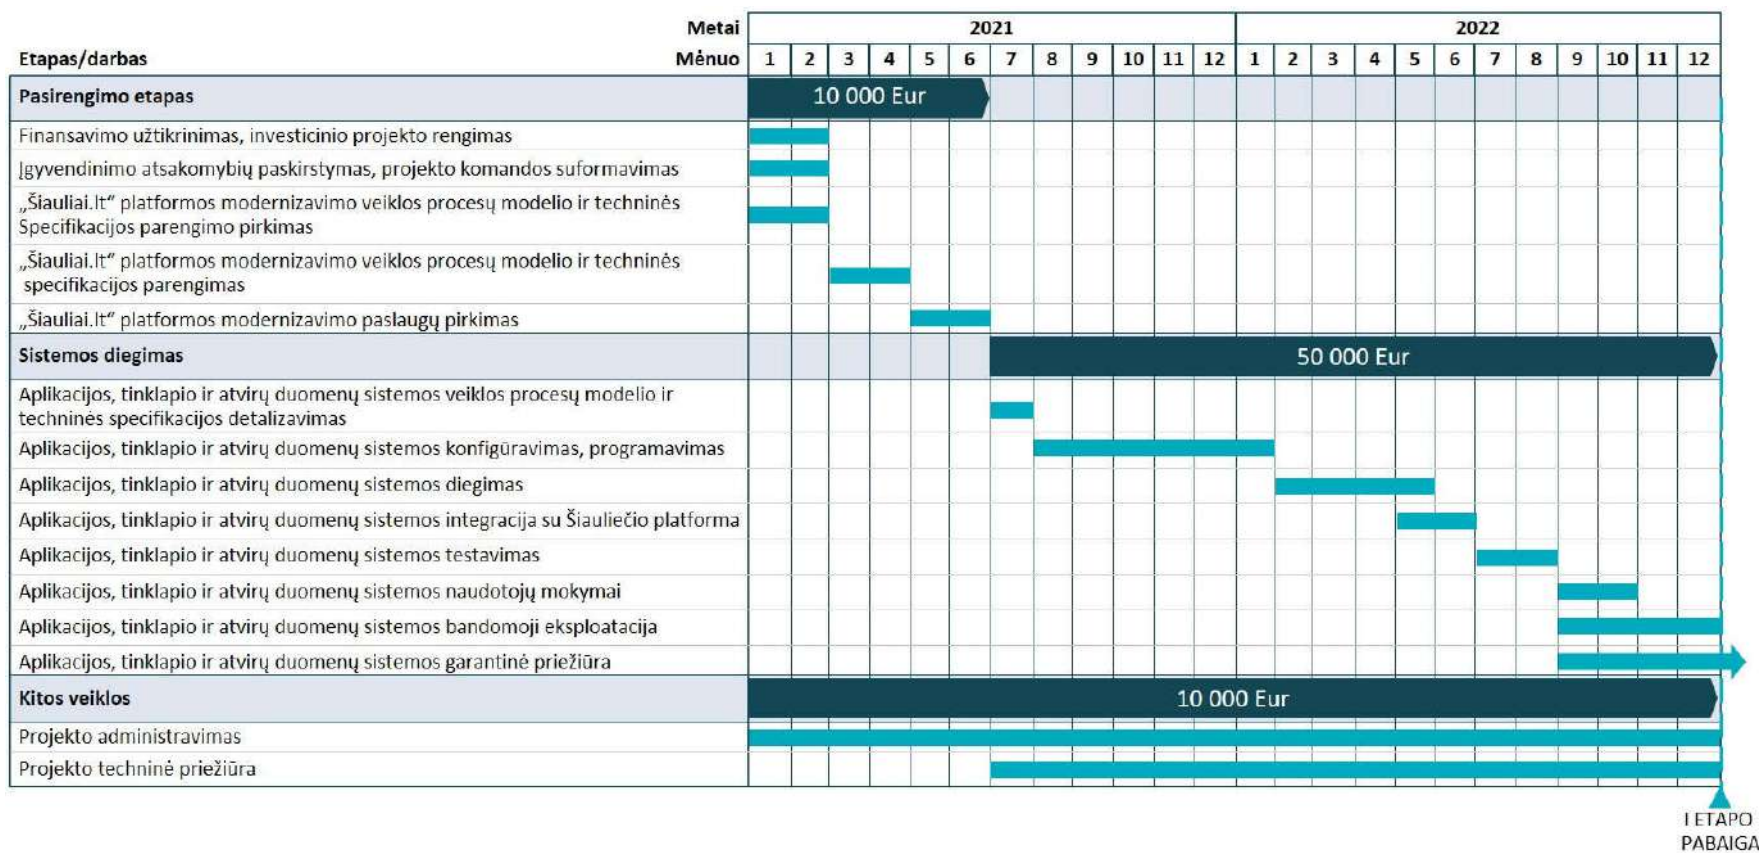 Metai 2021 2022
Etapas/darbas Mėnuo 1 2 3 4 5 6 7 8 9 10 11 12 1 2 3 4 5 6 7 8 9 10 11 12
Pasirengimo etapas 10 000 Eur
Finansavimo užtikrinimas, investicinio projekto rengimas
Įgyvendinimo atsakomybių paskirstymas, projekto komandos suformavimas
„Šiauliai.lt“ platformos modernizavimo veiklos procesų modelio ir techninės
Specifikacijos parengimo pirkimas
„Šiauliai.lt“ platformos modernizavimo veiklos procesų modelio ir techninės
specifikacijos parengimas
„Šiauliai.lt“ platformos modernizavimo paslaugų pirkimas
Sistemos diegimas 50 000 Eur
Aplikacijos, tinklapio ir atvirų duomenų sistemos veiklos procesų modelio ir
techninės specifikacijos detalizavimas
Aplikacijos, tinklapio ir atvirų duomenų sistemos konfigūravimas, programavimas
Aplikacijos, tinklapio ir atvirų duomenų sistemos diegimas
Aplikacijos, tinklapio ir atvirų duomenų sistemos integracija su Šiauliečio platforma
Aplikacijos, tinklapio ir atvirų duomenų sistemos testavimas
Aplikacijos, tinklapio ir atvirų duomenų sistemos naudotojų mokymai
Aplikacijos, tinklapio ir atvirų duomenų sistemos bandomoji eksploatacija
Aplikacijos, tinklapio ir atvirų duomenų sistemos garantinė priežiūra
Kitos veiklos 10 000 Eur
Projekto administravimas
Projekto techninė priežiūra
I ETAPO
PABAIGA